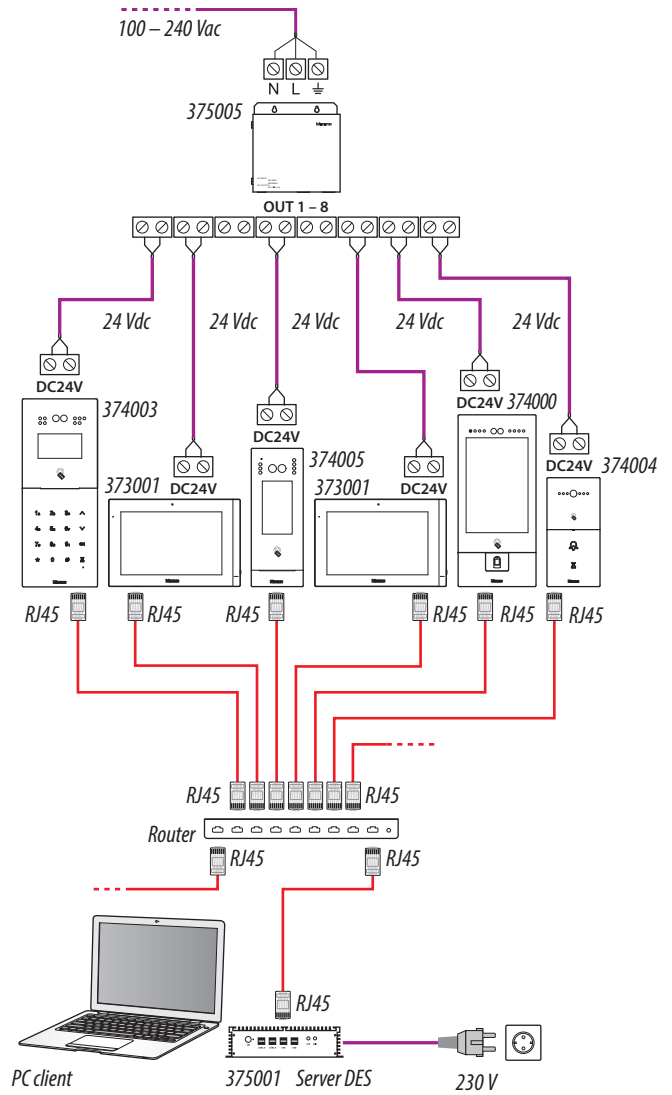 100 – 240 Vac
N L
375005
OUT 1 – 8
24 Vdc 24 Vdc 24 Vdc 24 Vdc 24 Vdc
DC24V
374003
DC24V 374000
DC24V
374005
DC24V 374004
373001 DC24V
373001 DC24V
RJ45 RJ45 RJ45 RJ45 RJ45 RJ45
RJ45 RJ45
Router
RJ45 RJ45
RJ45
PC client
375001 Server DES
230 V